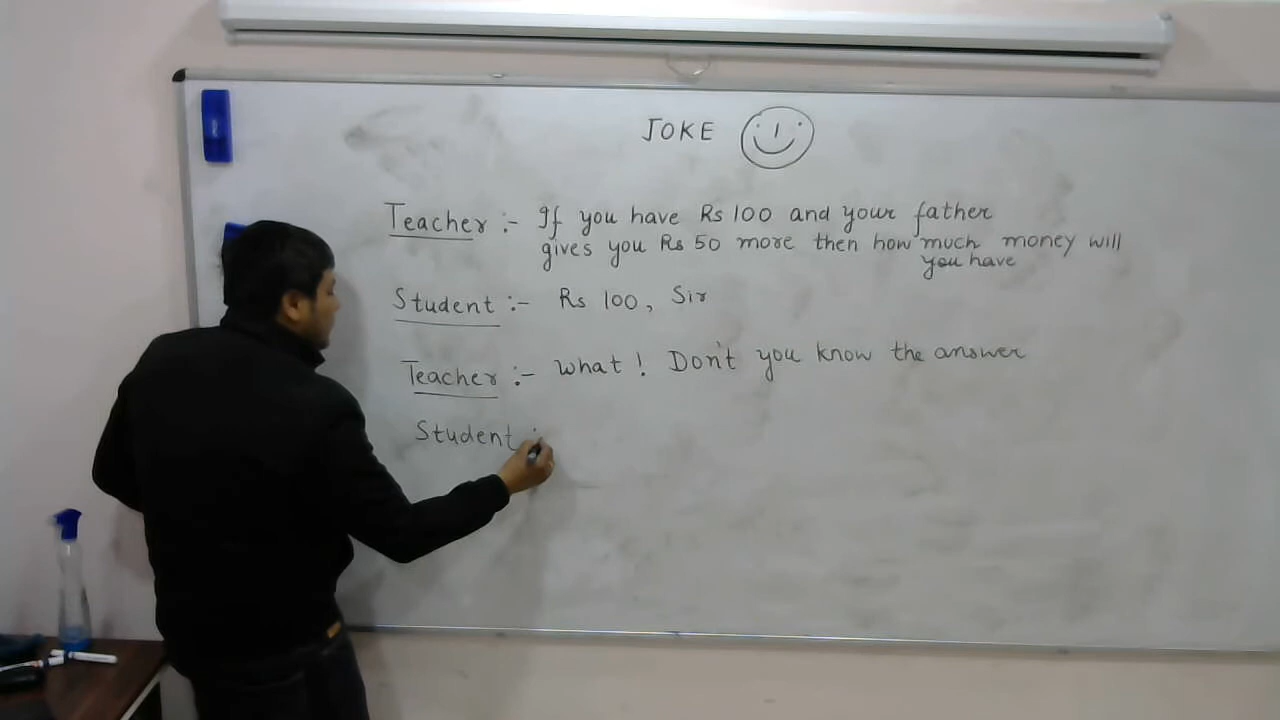 JOKE
Teacher :- If you have Rs 100 and your father
gives you Rs 50 more then how much money will
you have
Student :- Rs 100, Sir
Teacher :- What! Don't you know the answer
Student :